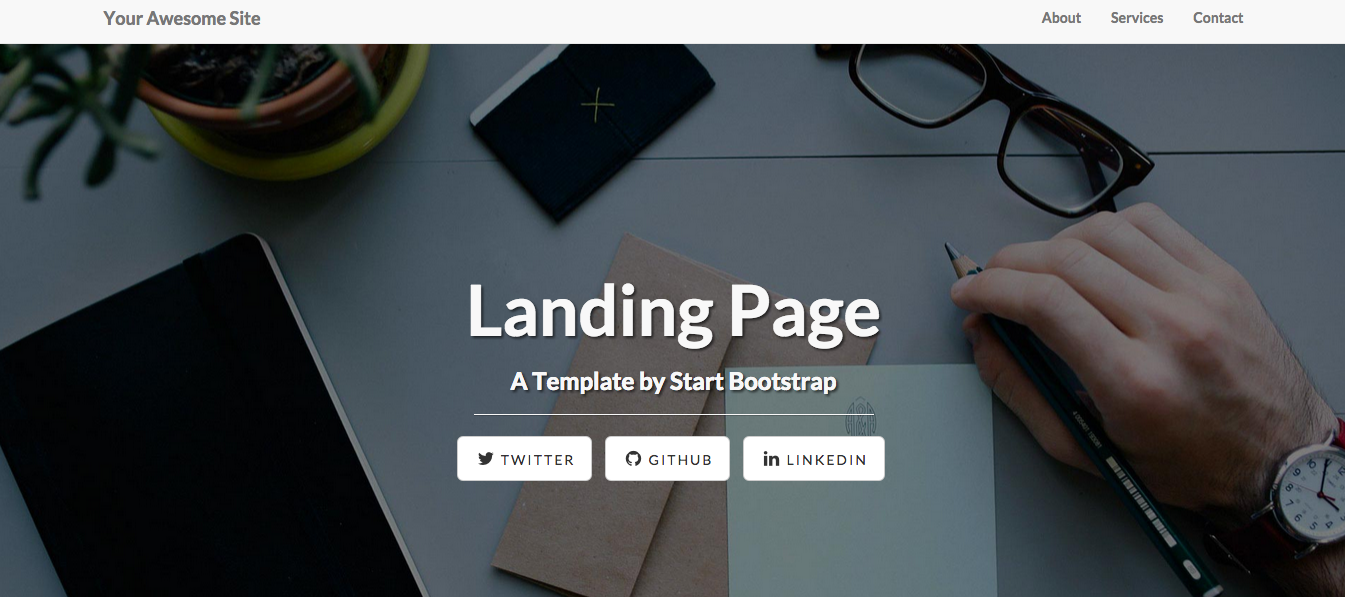 Your Awesome Site
About Services Contact
Landing Page
A Template by Start Bootstrap
TWITTER GITHUB LINKEDIN